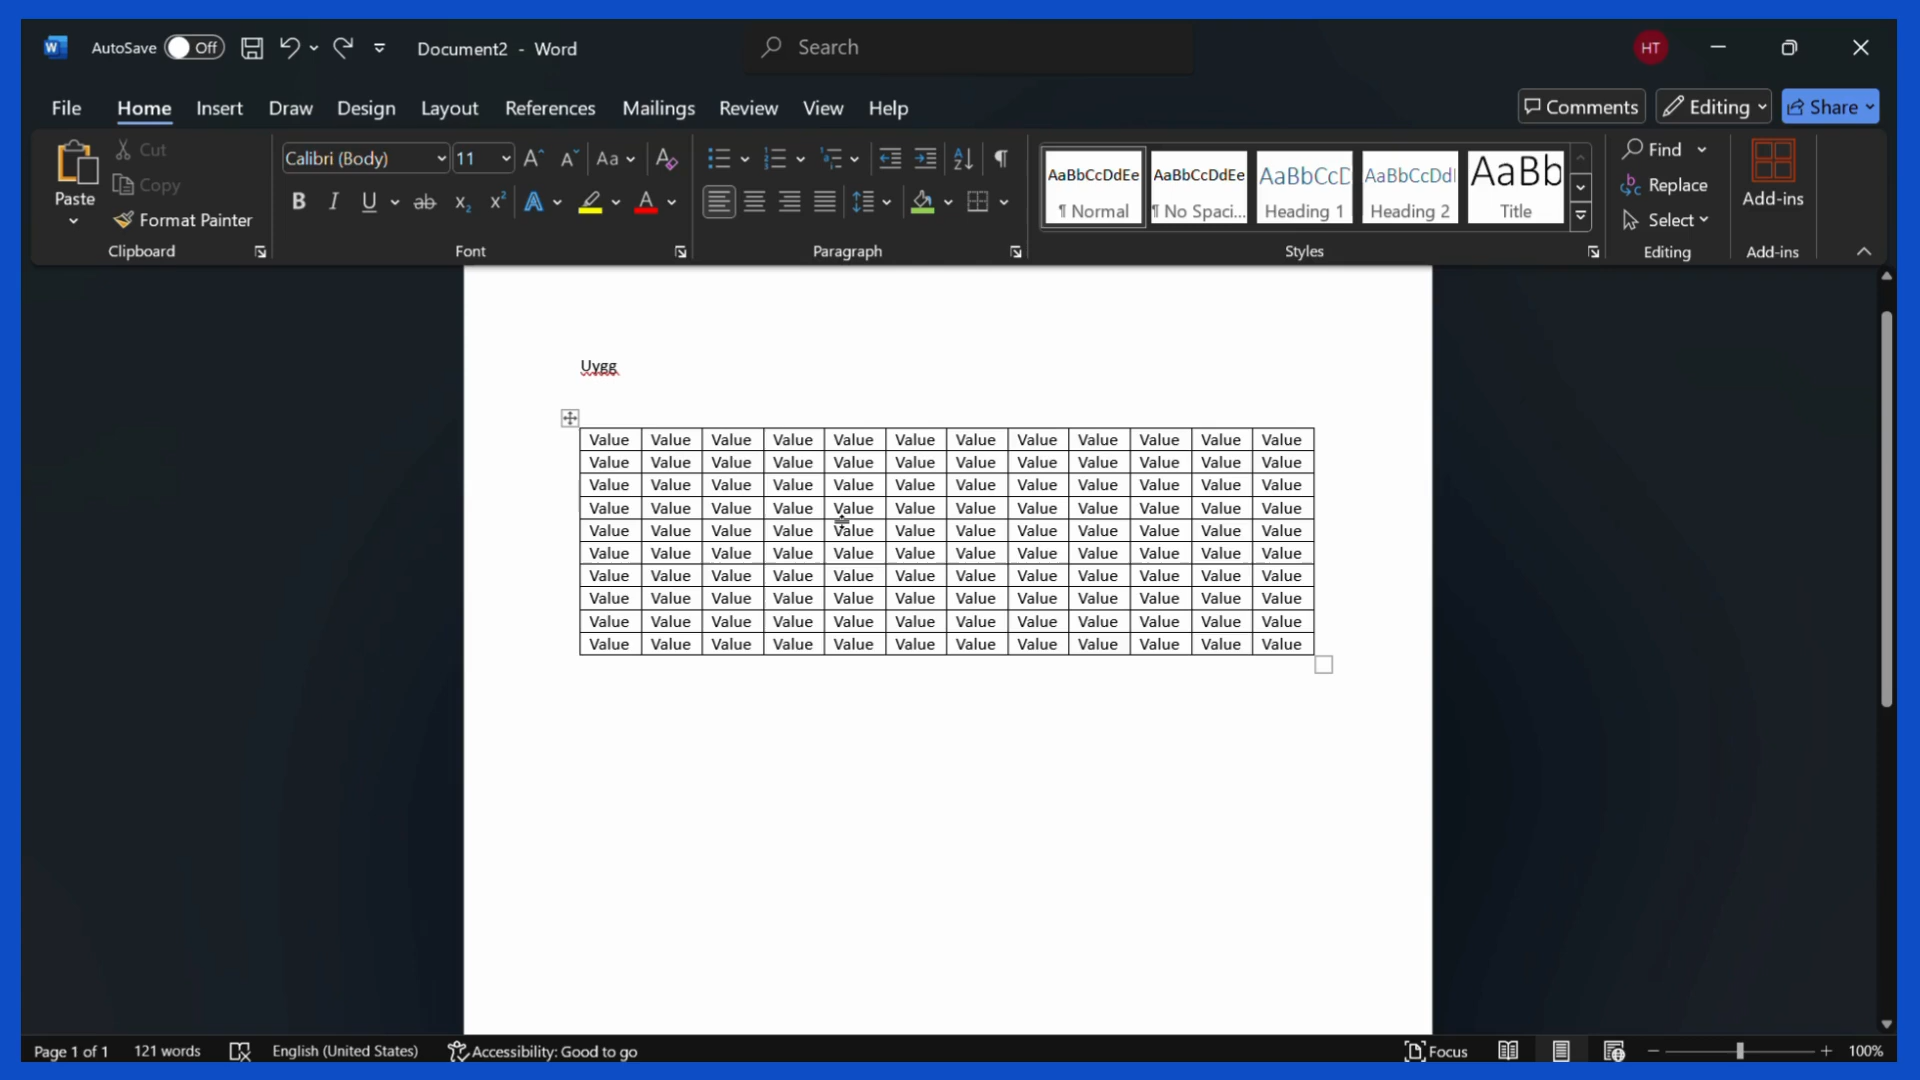 AutoSave Off Document2 - Word Search HT
File Home Insert Draw Design Layout References Mailings Review View Help Comments Editing Share
Paste Cut Copy Format Painter
Clipboard
Calibri (Body) 11
Font
Paragraph
AaBbCcDdEe AaBbCcDdEe AaBbCcD AaBbCcDdI AaBb
¶ Normal ¶ No Spaci... Heading 1 Heading 2 Title
Styles
Find
Replace
Select
Editing
Add-ins
Add-ins
Uygg
Value Value Value Value Value Value Value Value Value Value Value Value
Value Value Value Value Value Value Value Value Value Value Value Value
Value Value Value Value Value Value Value Value Value Value Value Value
Value Value Value Value Value Value Value Value Value Value Value Value
Value Value Value Value Value Value Value Value Value Value Value Value
Value Value Value Value Value Value Value Value Value Value Value Value
Value Value Value Value Value Value Value Value Value Value Value Value
Value Value Value Value Value Value Value Value Value Value Value Value
Value Value Value Value Value Value Value Value Value Value Value Value
Value Value Value Value Value Value Value Value Value Value Value Value
Page 1 of 1 121 words English (United States) Accessibility: Good to go Focus 100%